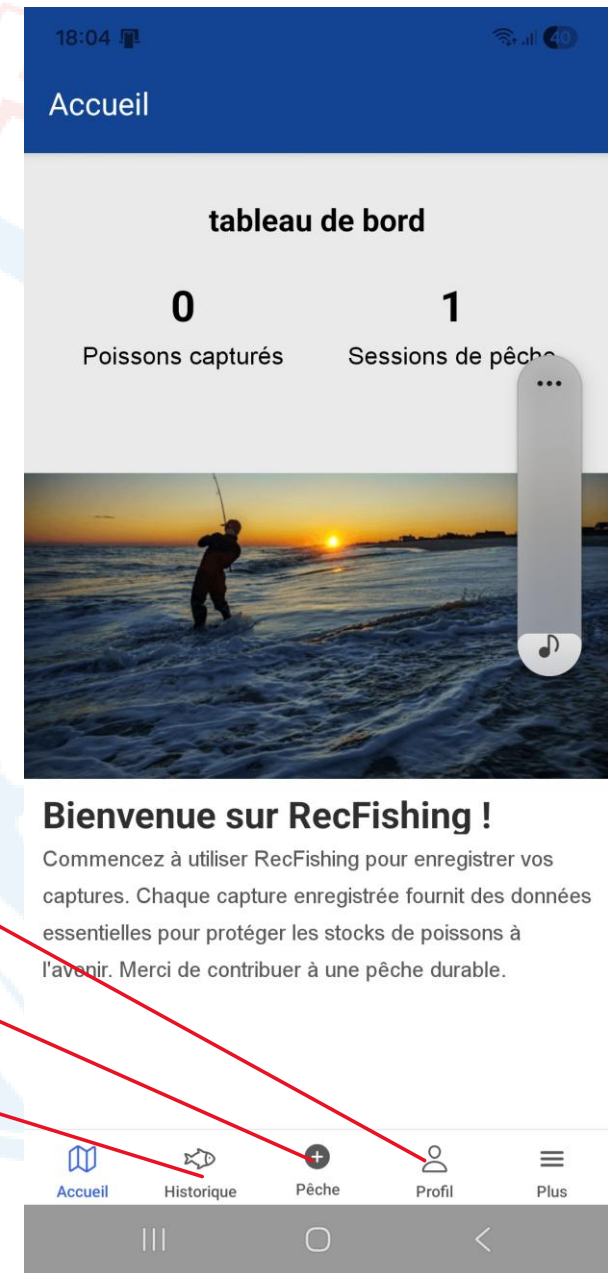 18:04
40
Accueil
tableau de bord
0 1
Poissons capturés Sessions de pêche
Bienvenue sur RecFishing !
Commencez à utiliser RecFishing pour enregistrer vos
captures. Chaque capture enregistrée fournit des données
essentielles pour protéger les stocks de poissons à
l'avenir. Merci de contribuer à une pêche durable.
Accueil Historique Pêche Profil Plus